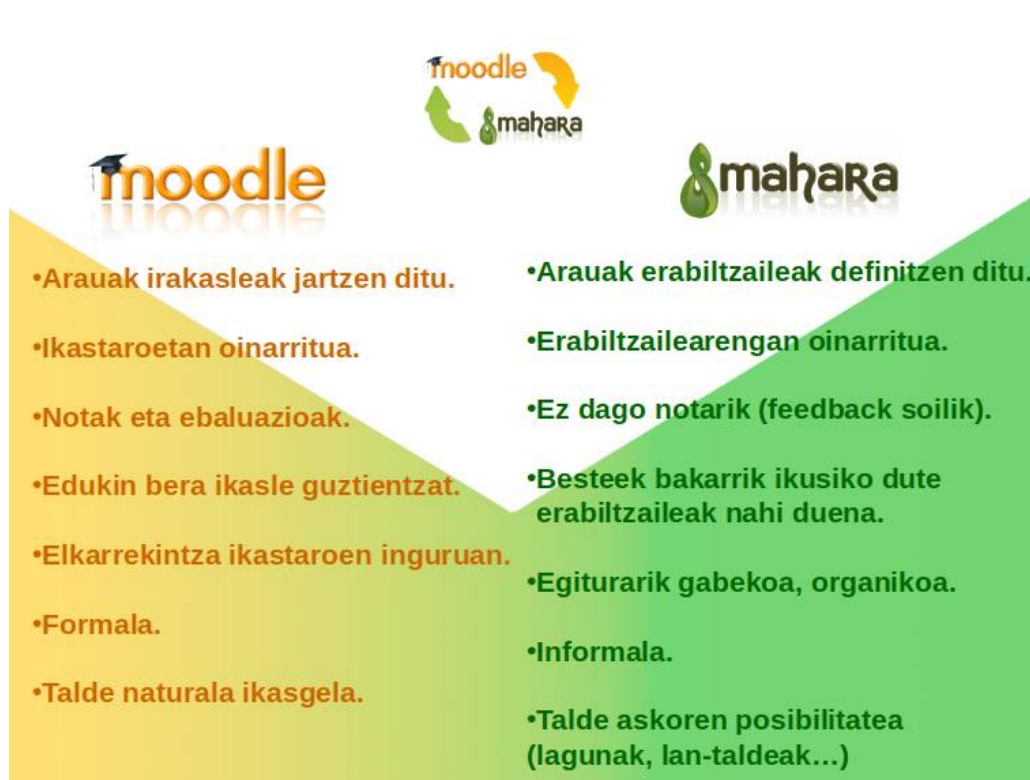 moodle
mahara
moodle
mahara
•Arauak irakasleak jartzen ditu.
•Ikastaroetan oinarritua.
•Notak eta ebaluazioak.
•Edukin bera ikasle guztientzat.
•Elkarrekintza ikastaroen inguruan.
•Formala.
•Talde naturala ikasgela.
•Arauak erabiltzaileak definitzen ditu.
•Erabiltzailearengan oinarritua.
•Ez dago notarik (feedback soilik).
•Besteek bakarrik ikusiko dute
erabiltzaileak nahi duena.
•Egiturarik gabekoa, organikoa.
•Informala.
•Talde askoren posibilitatea
(lagunak, lan-taldeak…)